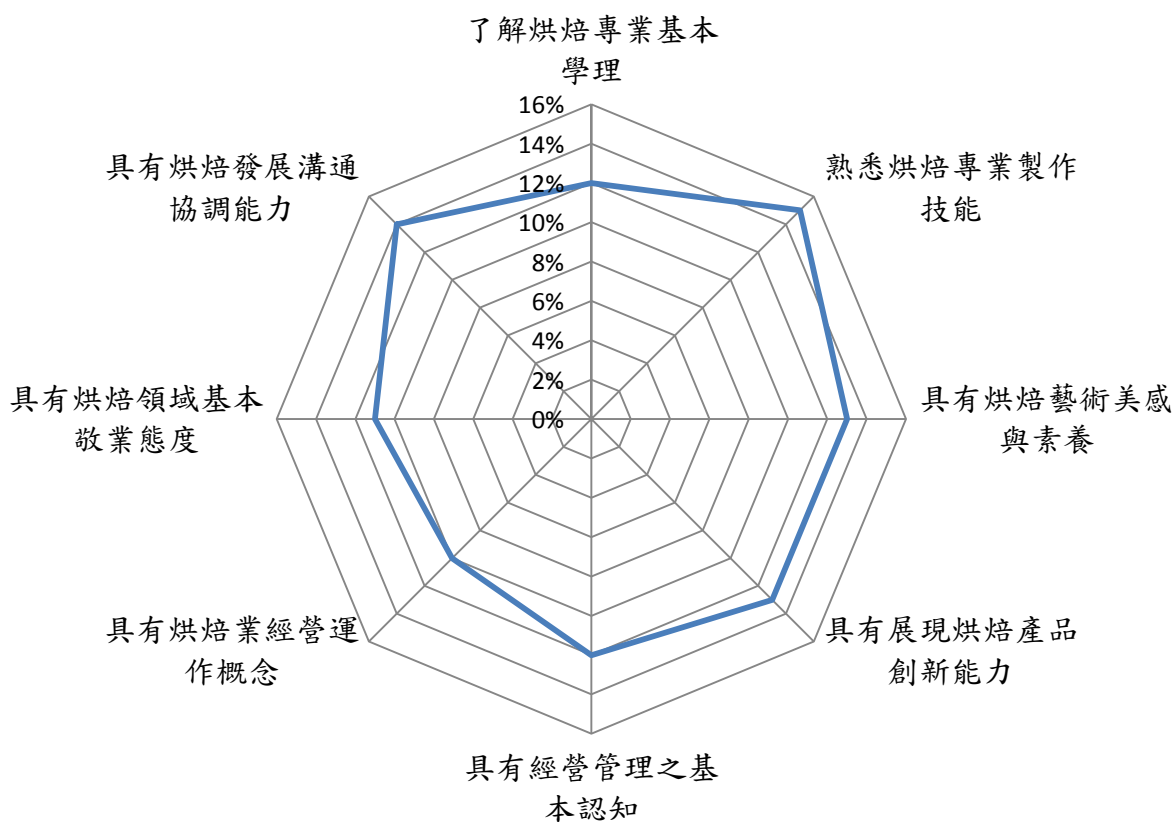 了解烘焙專業基本
學理
16%
14%
12%
10%
8%
6%
4%
2%
0%
熟悉烘焙專業製作
技能
具有烘焙藝術美感
與素養
具有展現烘焙產品
創新能力
具有經營管理之基
本認知
具有烘焙業經營運
作概念
具有烘焙領域基本
敬業態度
具有烘焙發展溝通
協調能力